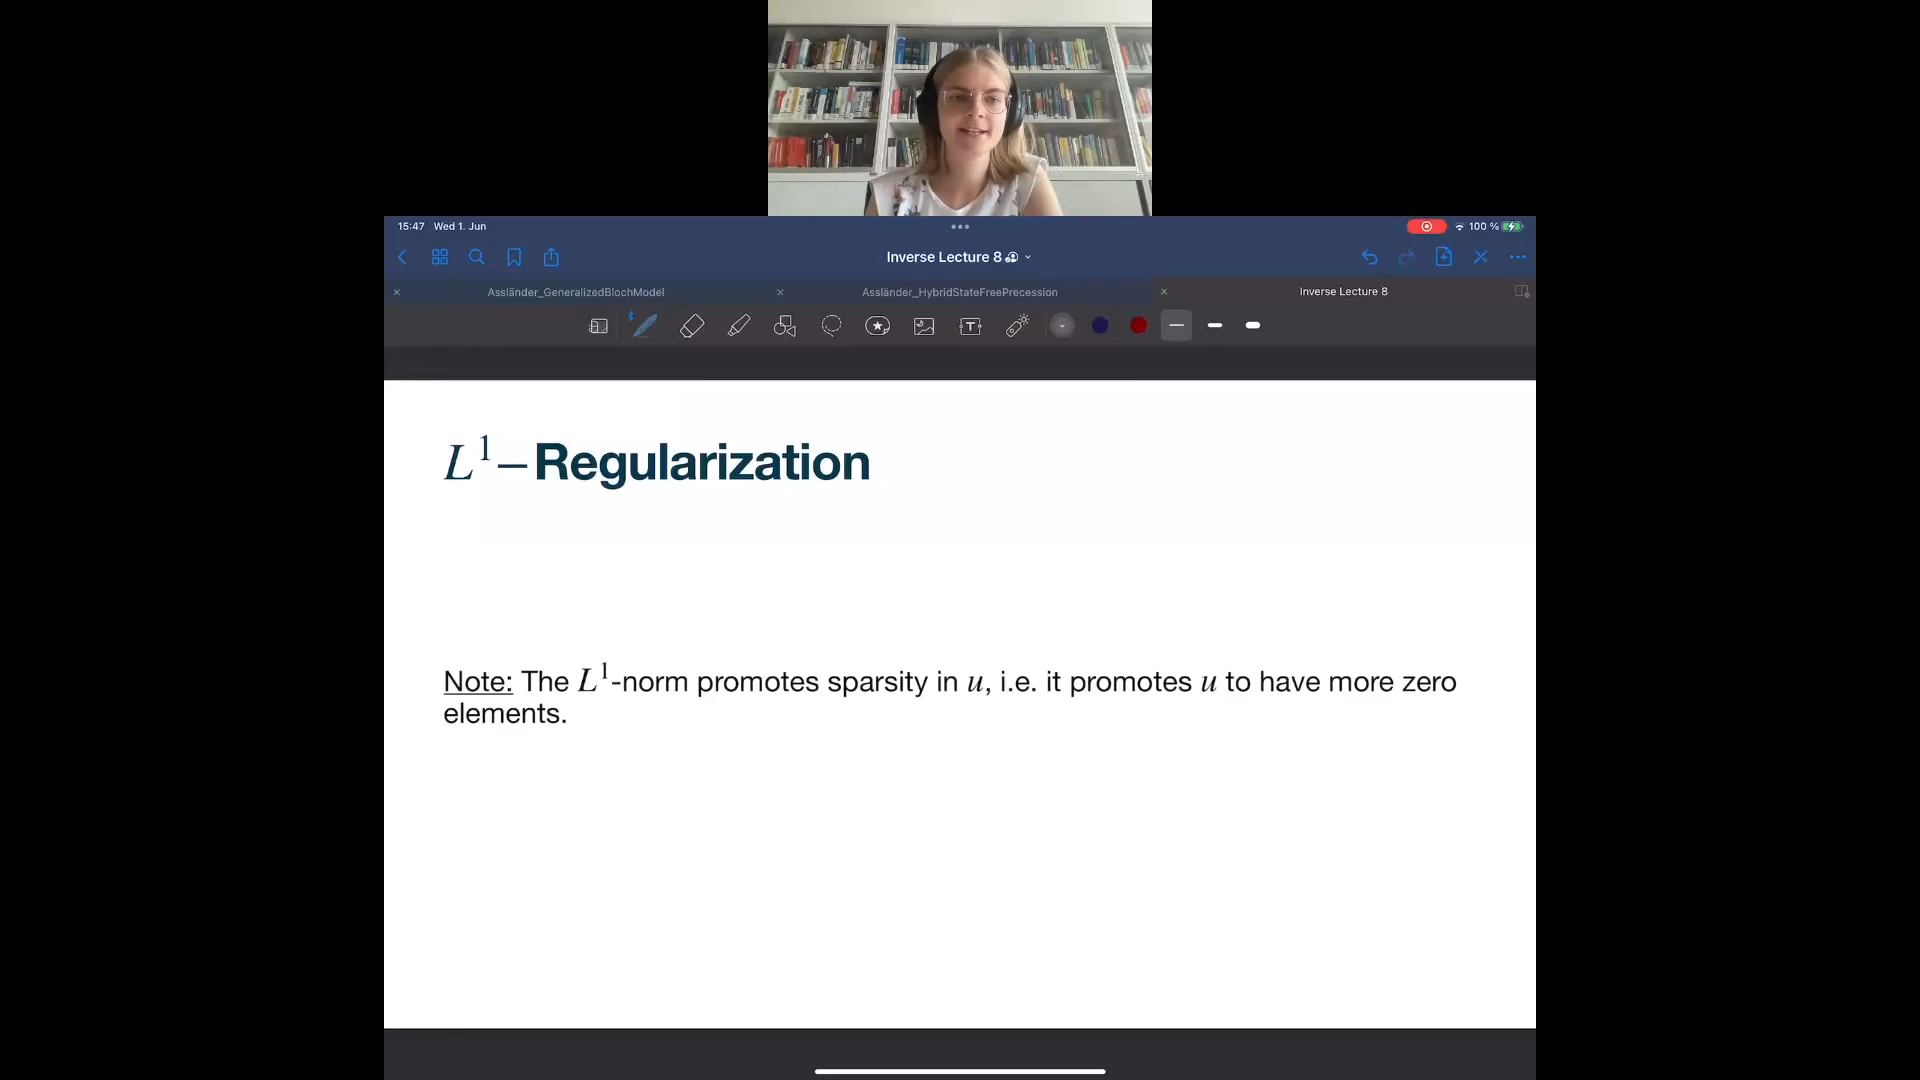 15:47 Wed 1. Jun
100 %
Inverse Lecture 8
Assländer_GeneralizedBlochModel
Assländer_HybridStateFreePrecession
Inverse Lecture 8
L¹–Regularization
Note: The L¹-norm promotes sparsity in u, i.e. it promotes u to have more zero
elements.